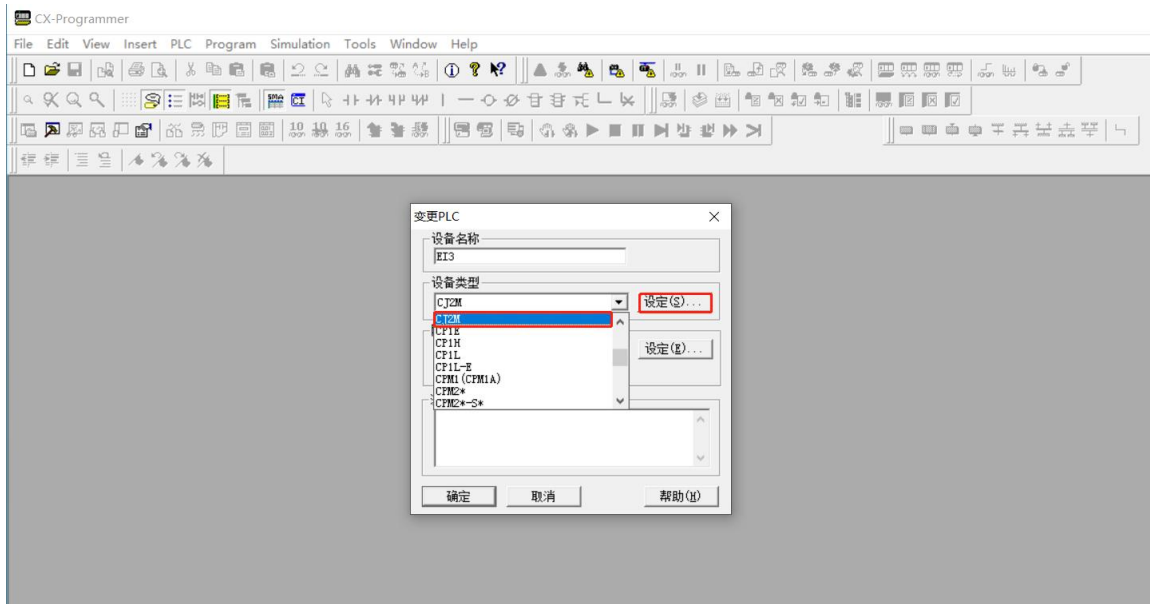 CX-Programmer
File Edit View Insert PLC Program Simulation Tools Window Help
变更PLC
设备名称
EI3
设备类型
CJ2M
设定(S)...
CJ2M
CP1E
CP1H
设定(E)...
CP1L
CP1L-E
CPM1(CPM1A)
CPM2*
CPM2*-S*
确定 取消 帮助(H)